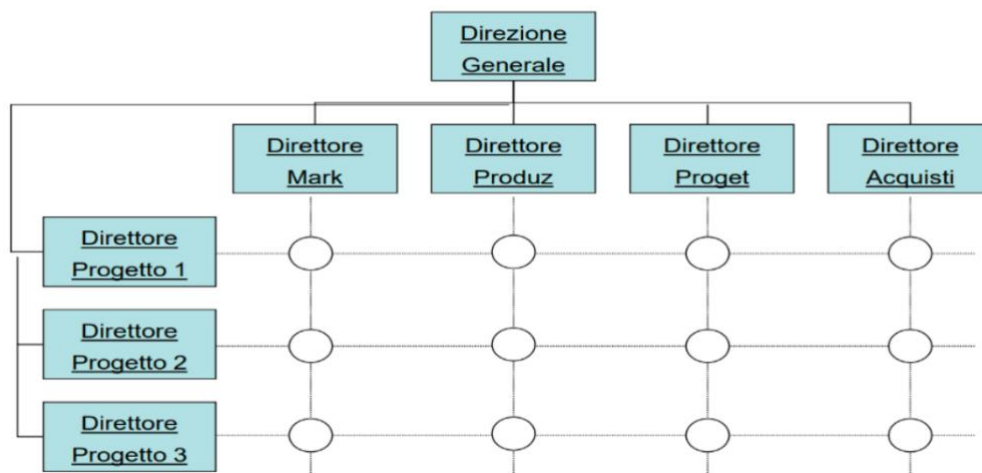 Direzione
Generale
Direttore
Mark
Direttore
Produz
Direttore
Proget
Direttore
Acquisti
Direttore
Progetto 1
Direttore
Progetto 2
Direttore
Progetto 3